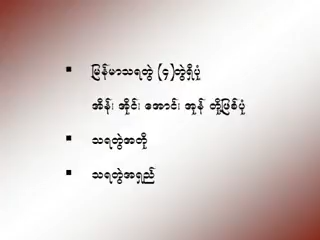 မြန်မာသရတွဲ (၄)တွဲရှိပုံ
အိန်၊ အိုင်၊ အောင်၊ အုန် တို့ဖြစ်ပုံ
သရတွဲအတို
သရတွဲအရှည်